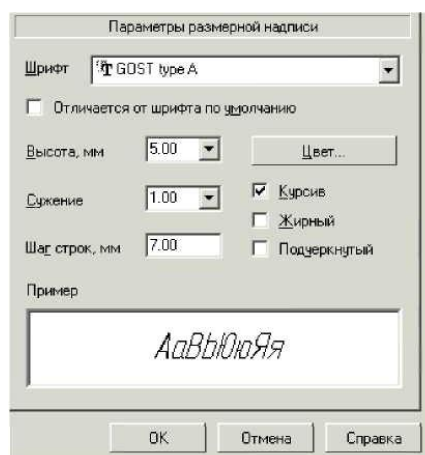 Параметры размерной надписи
Шрифт GOST type A
Отличается от шрифта по умолчанию
Высота, мм 5.00 Цвет...
Сужение 1.00 Курсив
Жирный
Шаг строк, мм 7.00 Подчеркнутый
Пример
АаВЫЮюЯя
OK Отмена Справка